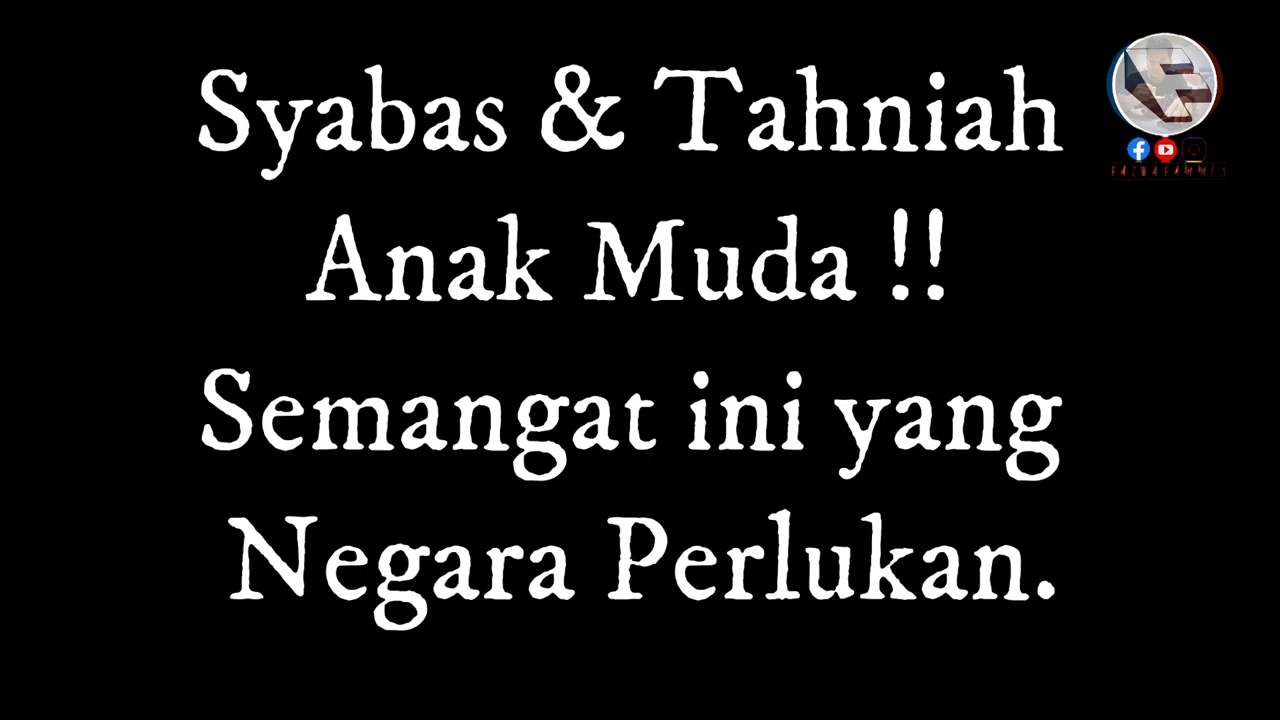 Syabas & Tahniah
Anak Muda !!
Semangat ini yang
Negara Perlukan.